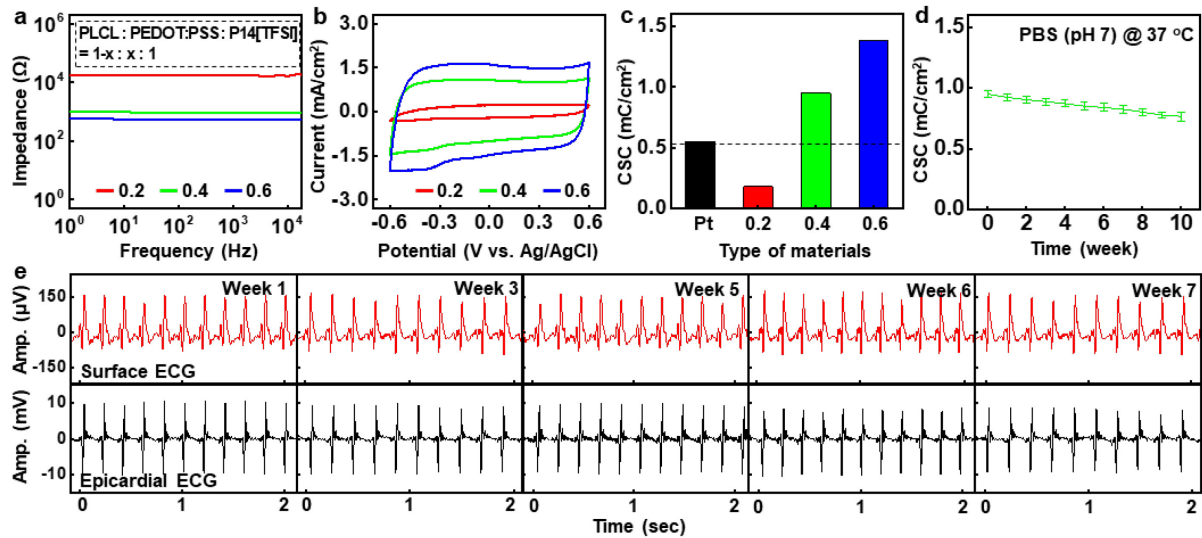 a
10⁶
10⁴
10²
10⁰
Impedance (Ω)
PLCL : PEDOT:PSS : P14[TFSI]
= 1-x : x : 1
0.2 0.4 0.6
10⁰ 10¹ 10² 10³ 10⁴
Frequency (Hz)
b
3.0
1.5
0.0
-1.5
-3.0
Current (mA/cm²)
0.2 0.4 0.6
-0.6 -0.3 0.0 0.3 0.6
Potential (V vs. Ag/AgCl)
c
1.5
1.0
0.5
0.0
CSC (mC/cm²)
Pt 0.2 0.4 0.6
Type of materials
d
PBS (pH 7) @ 37 °C
1.5
1.0
0.5
0.0
CSC (mC/cm²)
0 2 4 6 8 10
Time (week)
e
150
0
-150
Amp. (µV)
Week 1 Week 3 Week 5 Week 6 Week 7
Surface ECG
10
0
-10
Amp. (mV)
Epicardial ECG
0 1 2 0 1 2 0 1 2 0 1 2 0 1 2
Time (sec)